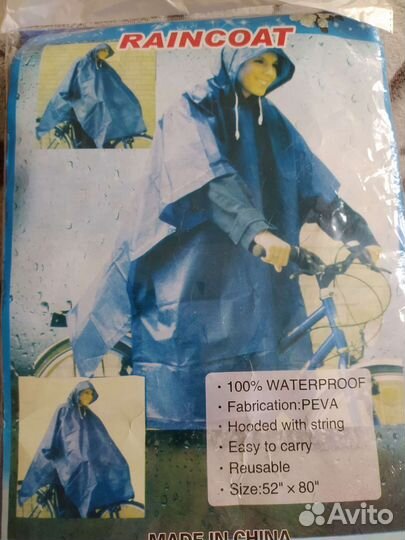 RAINCOAT
· 100% WATERPROOF
· Fabrication:PEVA
· Hooded with string
· Easy to carry
· Reusable
· Size:52" x 80"
MADE IN CHINA
Avito